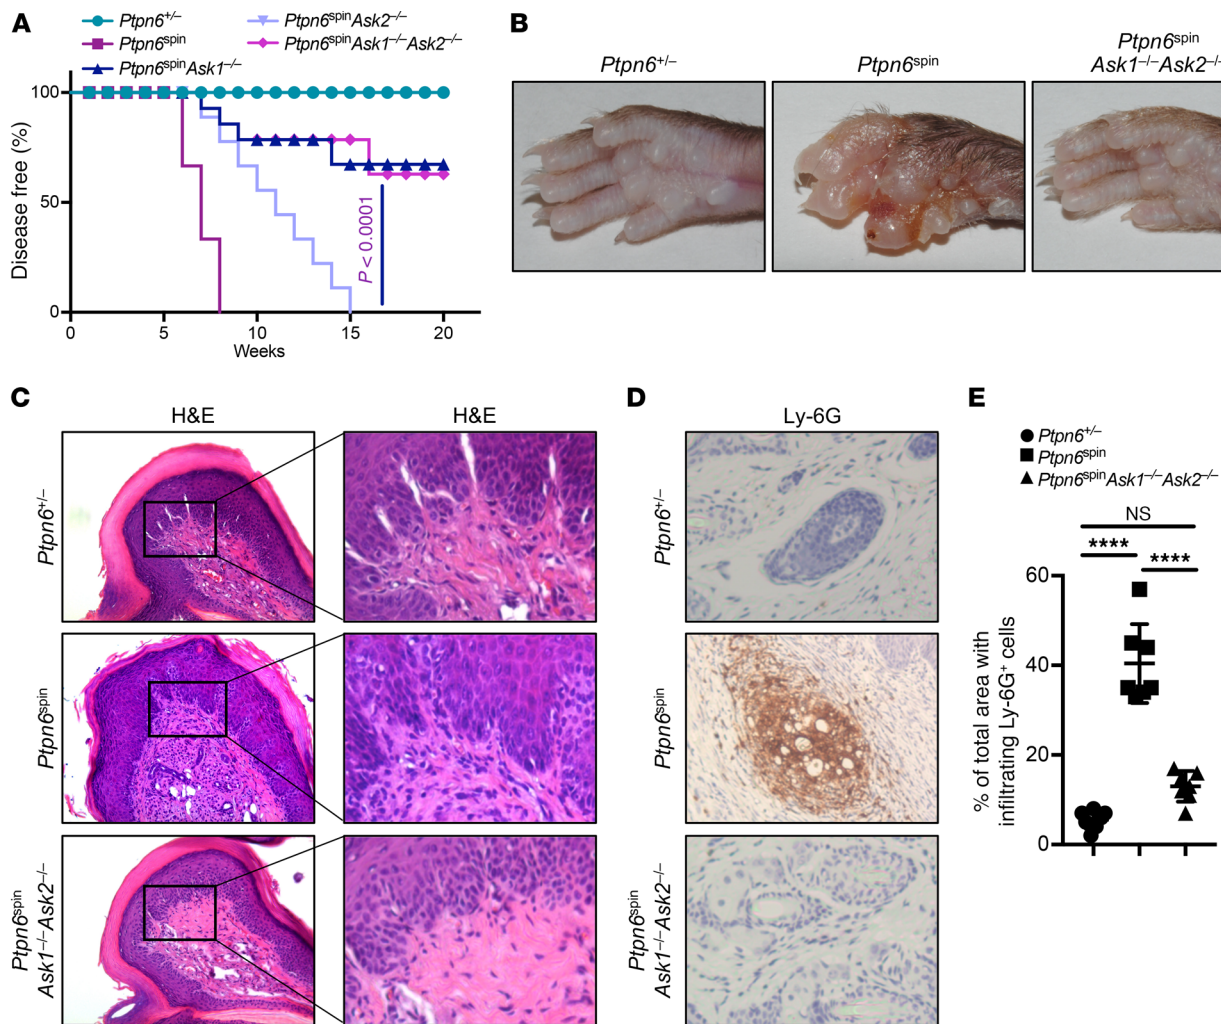 A
Ptpn6+/–
Ptpn6spin
Ptpn6spinAsk1–/–
Ptpn6spinAsk2–/–
Ptpn6spinAsk1–/–Ask2–/–
Disease free (%)
100
50
0
P < 0.0001
0 5 10 15 20
Weeks
B
Ptpn6+/–
Ptpn6spin
Ptpn6spin
Ask1–/–Ask2–/–
C
H&E
H&E
Ptpn6+/–
Ptpn6spin
Ptpn6spin
Ask1–/–Ask2–/–
D
Ly-6G
Ptpn6+/–
Ptpn6spin
Ptpn6spin
Ask1–/–Ask2–/–
E
Ptpn6+/–
Ptpn6spin
Ptpn6spinAsk1–/–Ask2–/–
NS
**** ****
% of total area with
infiltrating Ly-6G+ cells
60
40
20
0